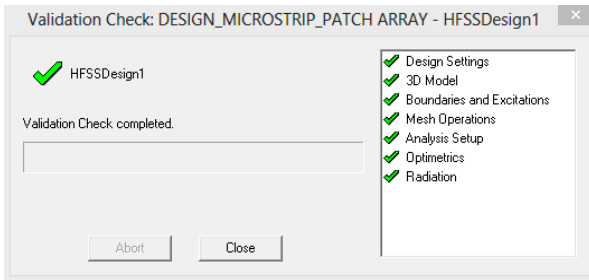 Validation Check: DESIGN_MICROSTRIP_PATCH ARRAY - HFSSDesign1
HFSSDesign1
Validation Check completed.
Abort
Close
Design Settings
3D Model
Boundaries and Excitations
Mesh Operations
Analysis Setup
Optimetrics
Radiation